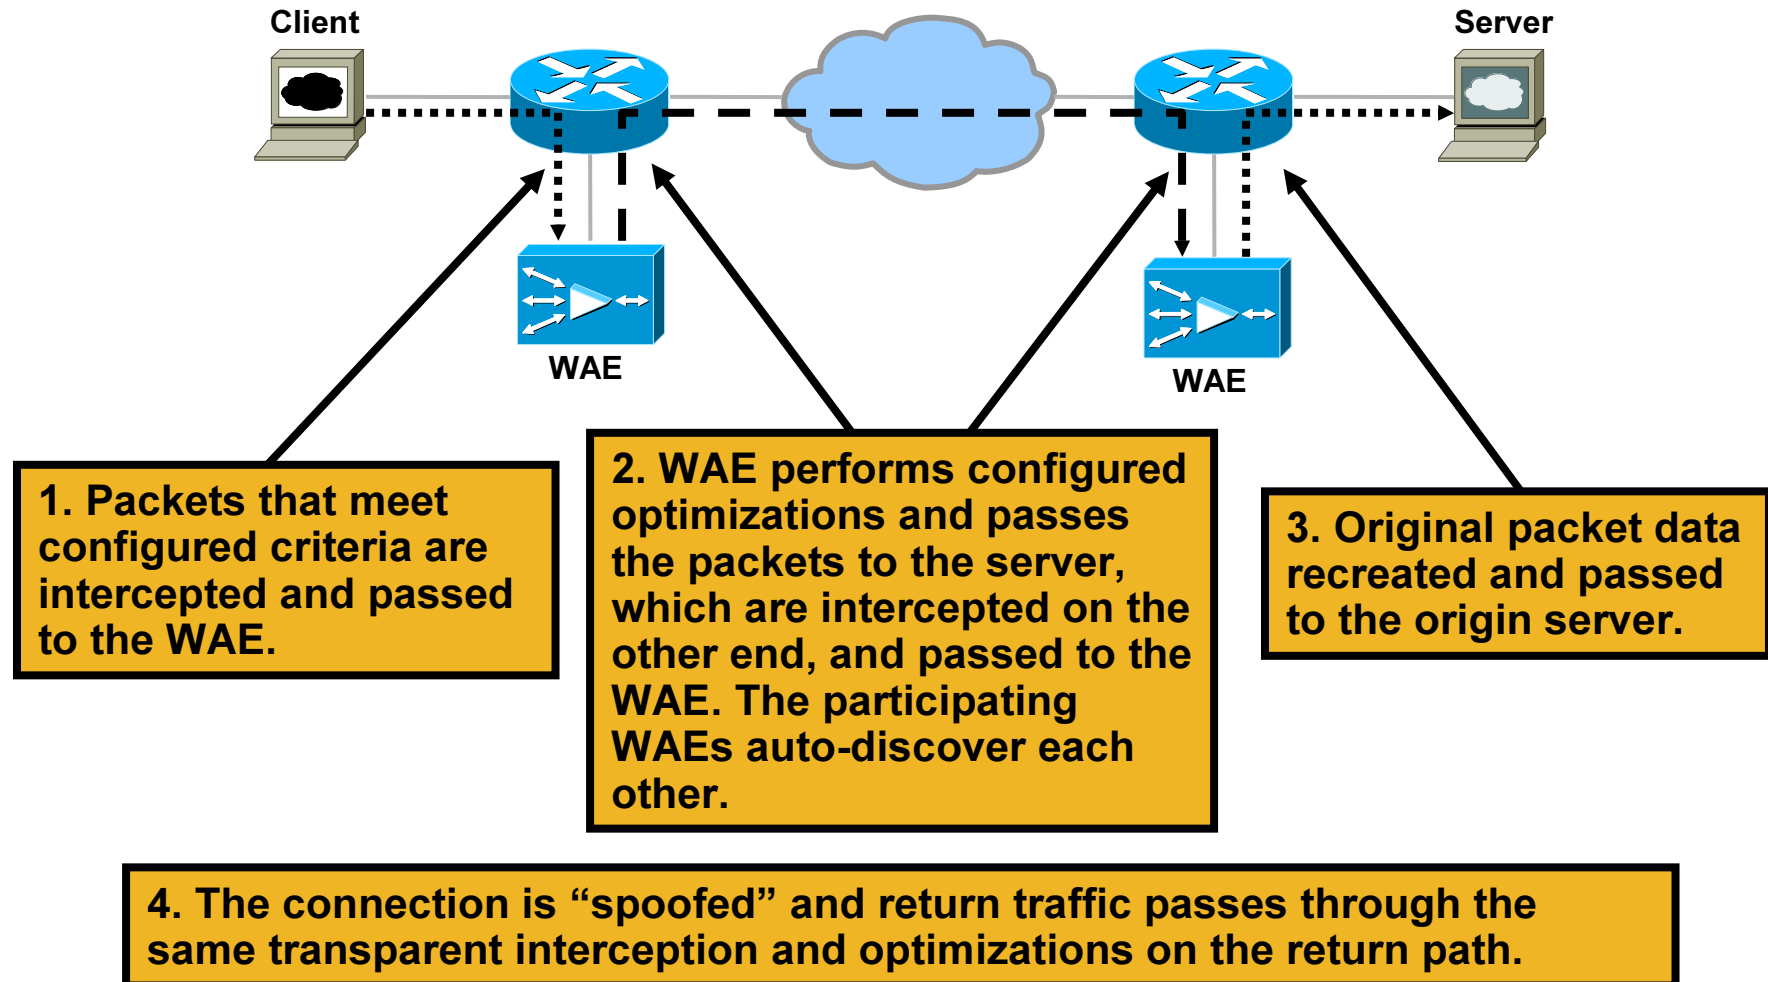 Client
Server
WAE
WAE
1. Packets that meet
configured criteria are
intercepted and passed
to the WAE.
2. WAE performs configured
optimizations and passes
the packets to the server,
which are intercepted on the
other end, and passed to the
WAE. The participating
WAEs auto-discover each
other.
3. Original packet data
recreated and passed
to the origin server.
4. The connection is “spoofed” and return traffic passes through the
same transparent interception and optimizations on the return path.